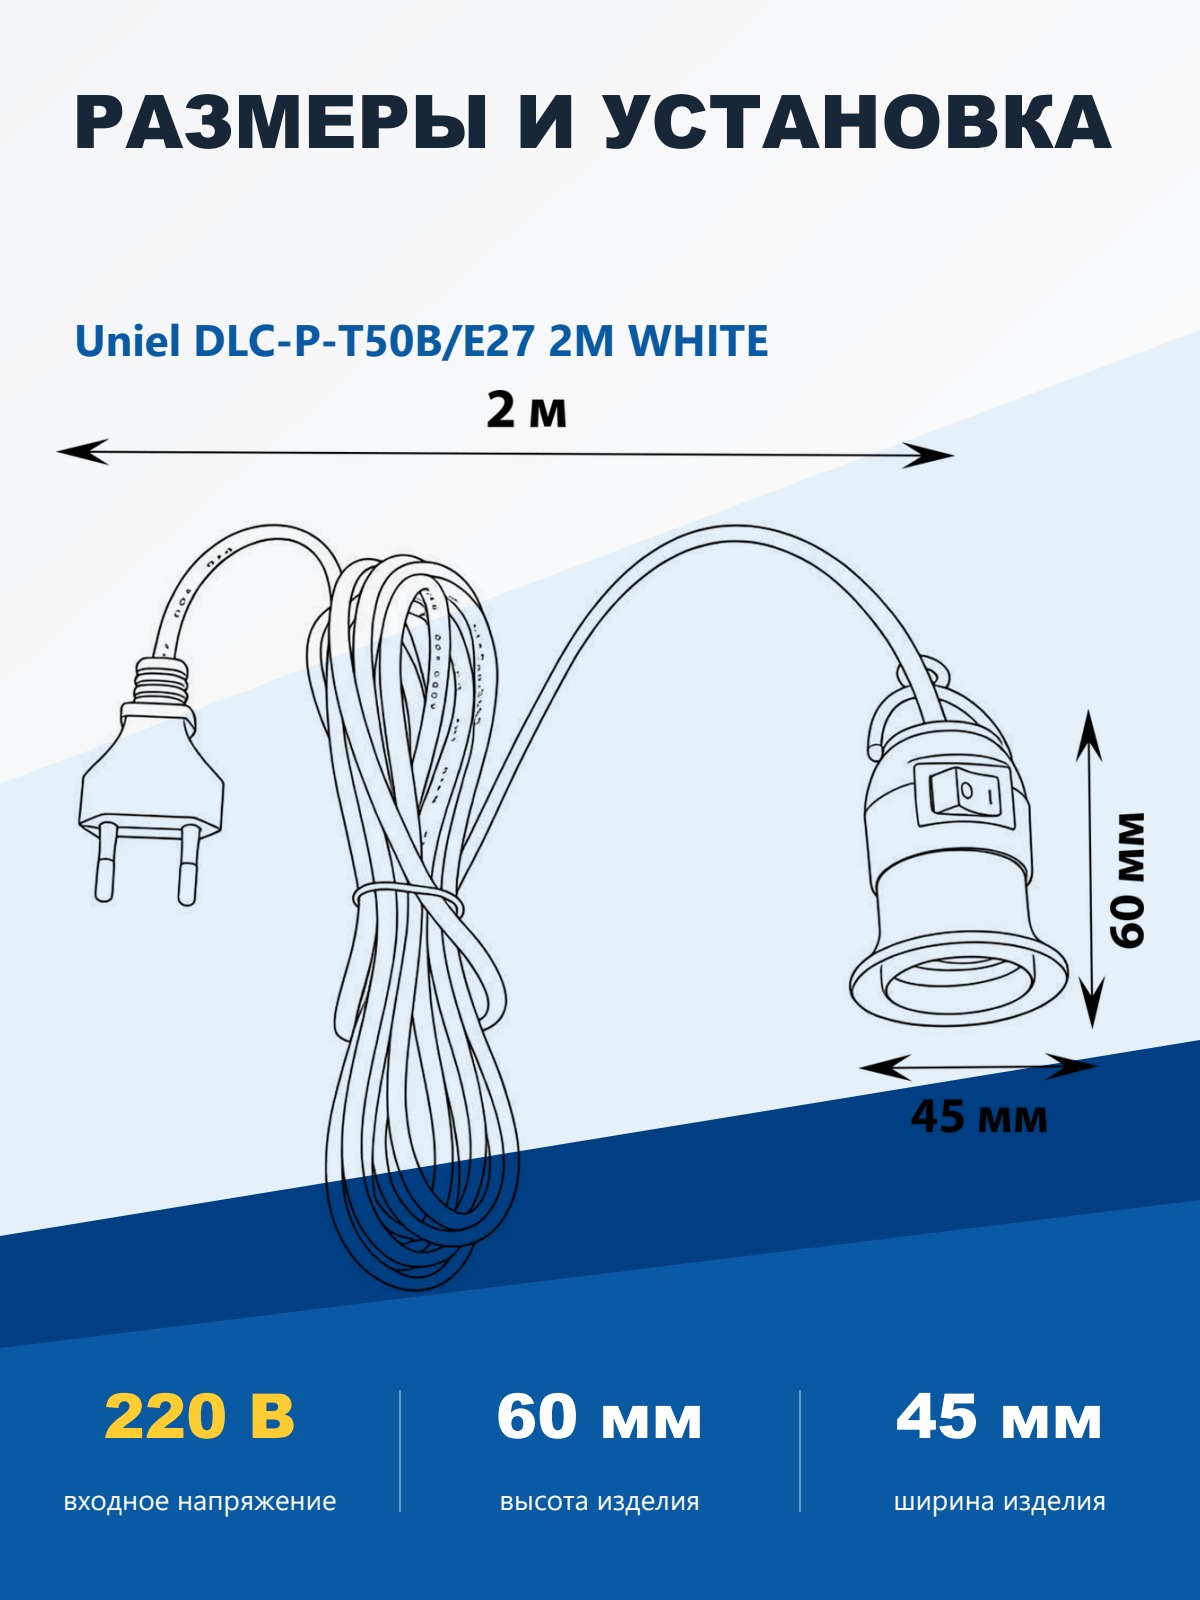 РАЗМЕРЫ И УСТАНОВКА
Uniel DLC-P-T50B/E27 2M WHITE
2 м
60 мм
45 мм
220 В
входное напряжение
60 мм
высота изделия
45 мм
ширина изделия